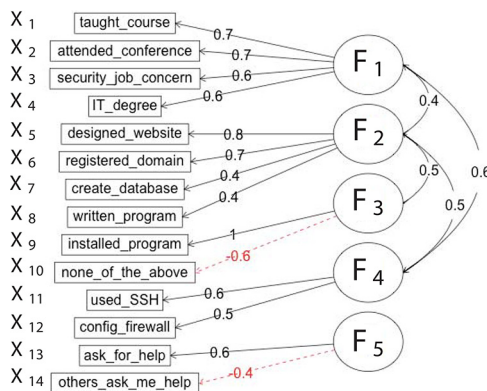 X 1 taught_course
X 2 attended_conference
X 3 security_job_concern
X 4 IT_degree
X 5 designed_website
X 6 registered_domain
X 7 create_database
X 8 written_program
X 9 installed_program
X 10 none_of_the_above
X 11 used_SSH
X 12 config_firewall
X 13 ask_for_help
X 14 others_ask_me_help
0.7
0.7
0.6
0.6
0.8
0.7
0.4
0.4
1
-0.6
0.6
0.5
0.6
-0.4
F 1
F 2
F 3
F 4
F 5
0.4
0.6
0.5
0.5